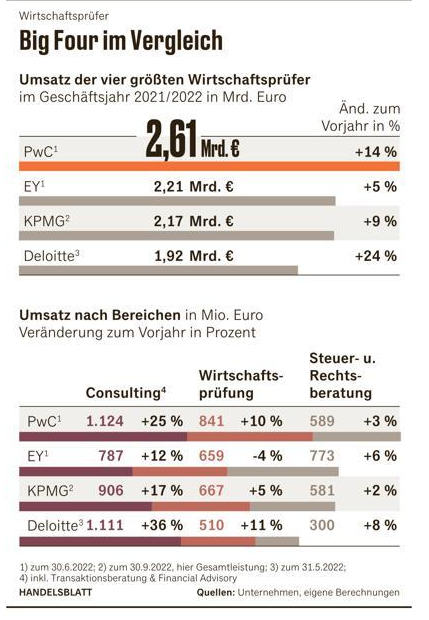 Wirtschaftsprüfer
Big Four im Vergleich
Umsatz der vier größten Wirtschaftsprüfer
im Geschäftsjahr 2021/2022 in Mrd. Euro
Änd. zum
Vorjahr in %
PwC¹ 2,61 Mrd. € +14 %
EY¹ 2,21 Mrd. € +5 %
KPMG² 2,17 Mrd. € +9 %
Deloitte³ 1,92 Mrd. € +24 %
Umsatz nach Bereichen in Mio. Euro
Veränderung zum Vorjahr in Prozent
Consulting⁴
Wirtschafts-
prüfung
Steuer- u.
Rechts-
beratung
PwC¹ 1.124 +25 % 841 +10 % 589 +3 %
EY¹ 787 +12 % 659 -4 % 773 +6 %
KPMG² 906 +17 % 667 +5 % 581 +2 %
Deloitte³ 1.111 +36 % 510 +11 % 300 +8 %
1) zum 30.6.2022; 2) zum 30.9.2022, hier Gesamtleistung; 3) zum 31.5.2022;
4) inkl. Transaktionsberatung & Financial Advisory
HANDELSBLATT Quellen: Unternehmen, eigene Berechnungen